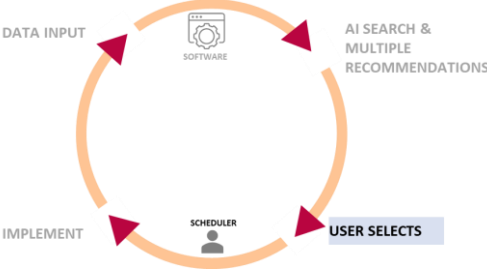 DATA INPUT
SOFTWARE
AI SEARCH &
MULTIPLE
RECOMMENDATIONS
IMPLEMENT
SCHEDULER
USER SELECTS